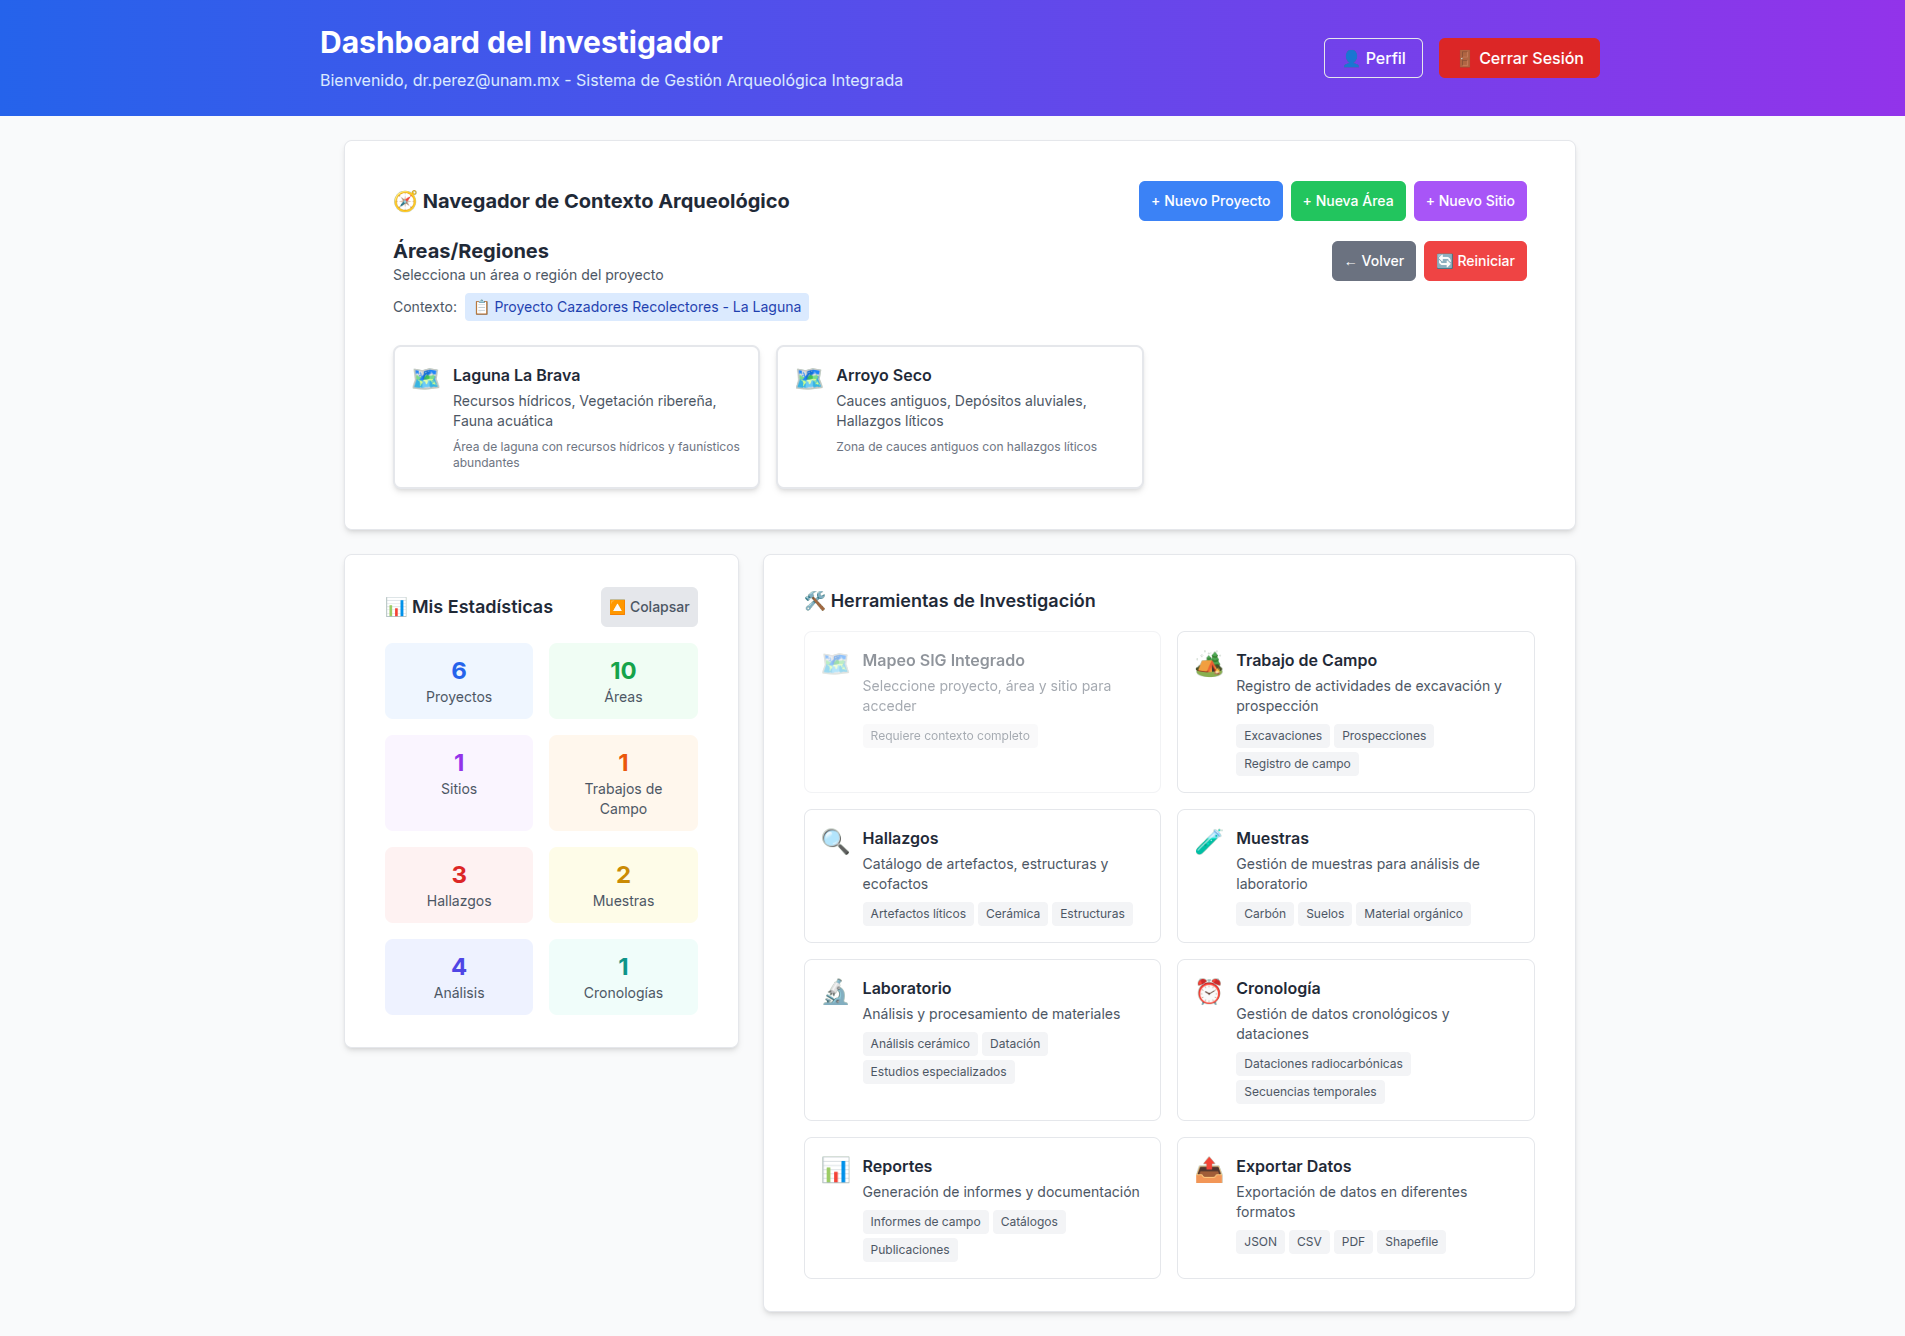 Dashboard del Investigador
Bienvenido, dr.perez@unam.mx - Sistema de Gestión Arqueológica Integrada
Perfil
Cerrar Sesión
Navegador de Contexto Arqueológico
+ Nuevo Proyecto
+ Nueva Área
+ Nuevo Sitio
Áreas/Regiones
Selecciona un área o región del proyecto
← Volver
Reiniciar
Contexto: Proyecto Cazadores Recolectores - La Laguna
Laguna La Brava
Recursos hídricos, Vegetación ribereña,
Fauna acuática
Área de laguna con recursos hídricos y faunísticos
abundantes
Arroyo Seco
Cauces antiguos, Depósitos aluviales,
Hallazgos líticos
Zona de cauces antiguos con hallazgos líticos
Mis Estadísticas
Colapsar
6
Proyectos
10
Áreas
1
Sitios
1
Trabajos de
Campo
3
Hallazgos
2
Muestras
4
Análisis
1
Cronologías
Herramientas de Investigación
Mapeo SIG Integrado
Seleccione proyecto, área y sitio para
acceder
Requiere contexto completo
Trabajo de Campo
Registro de actividades de excavación y
prospección
Excavaciones Prospecciones
Registro de campo
Hallazgos
Catálogo de artefactos, estructuras y
ecofactos
Artefactos líticos Cerámica Estructuras
Muestras
Gestión de muestras para análisis de
laboratorio
Carbón Suelos Material orgánico
Laboratorio
Análisis y procesamiento de materiales
Análisis cerámico Datación
Estudios especializados
Cronología
Gestión de datos cronológicos y
dataciones
Dataciones radiocarbónicas
Secuencias temporales
Reportes
Generación de informes y documentación
Informes de campo Catálogos
Publicaciones
Exportar Datos
Exportación de datos en diferentes
formatos
JSON CSV PDF Shapefile